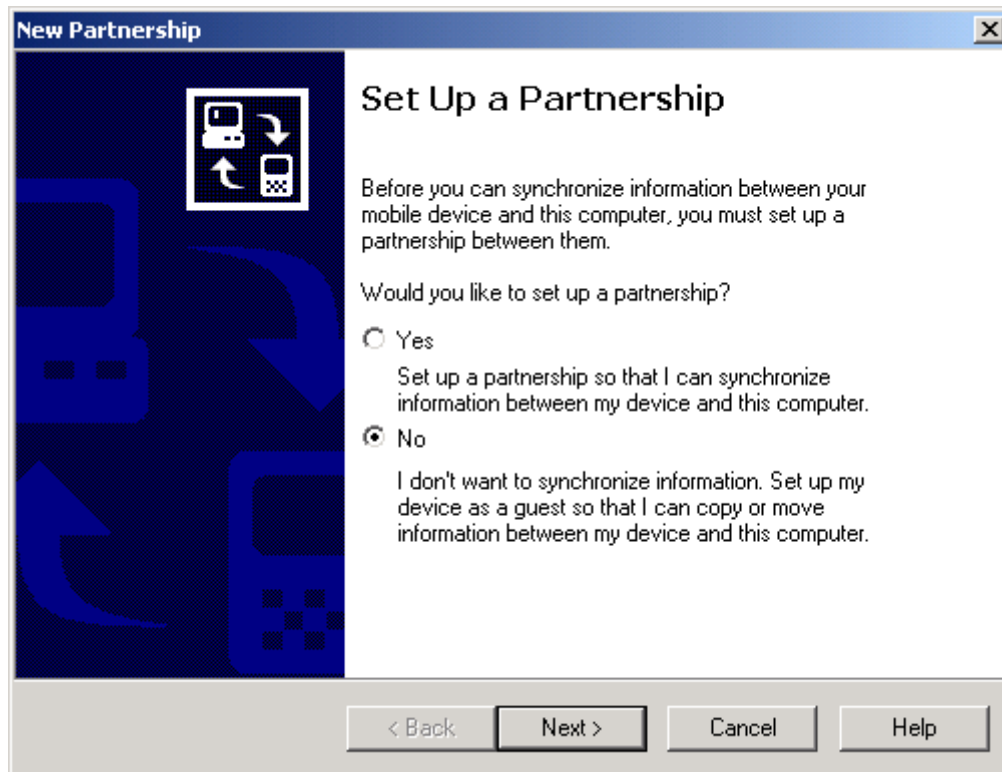 New Partnership
Set Up a Partnership
Before you can synchronize information between your
mobile device and this computer, you must set up a
partnership between them.
Would you like to set up a partnership?
Yes
Set up a partnership so that I can synchronize
information between my device and this computer.
No
I don't want to synchronize information. Set up my
device as a guest so that I can copy or move
information between my device and this computer.
< Back Next > Cancel Help